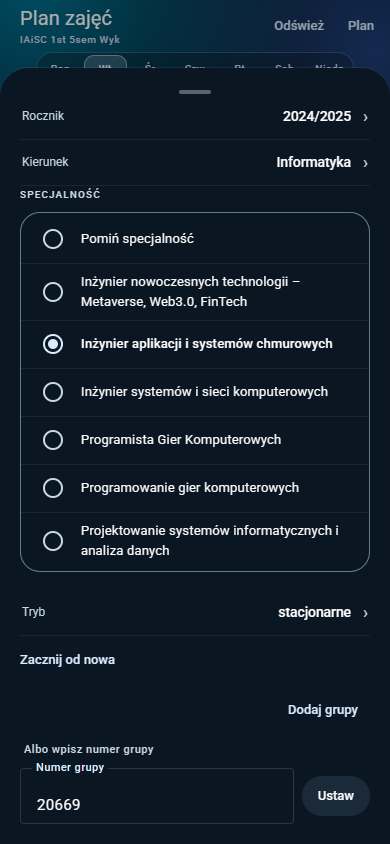 Plan zajęć
Odśwież
Plan
IAiSC 1st 5sem Wyk
Rocznik
2024/2025
Kierunek
Informatyka
SPECJALNOŚĆ
Pomiń specjalność
Inżynier nowoczesnych technologii –
Metaverse, Web3.0, FinTech
Inżynier aplikacji i systemów chmurowych
Inżynier systemów i sieci komputerowych
Programista Gier Komputerowych
Programowanie gier komputerowych
Projektowanie systemów informatycznych i
analiza danych
Tryb
stacjonarne
Zacznij od nowa
Dodaj grupy
Albo wpisz numer grupy
Numer grupy
20669
Ustaw